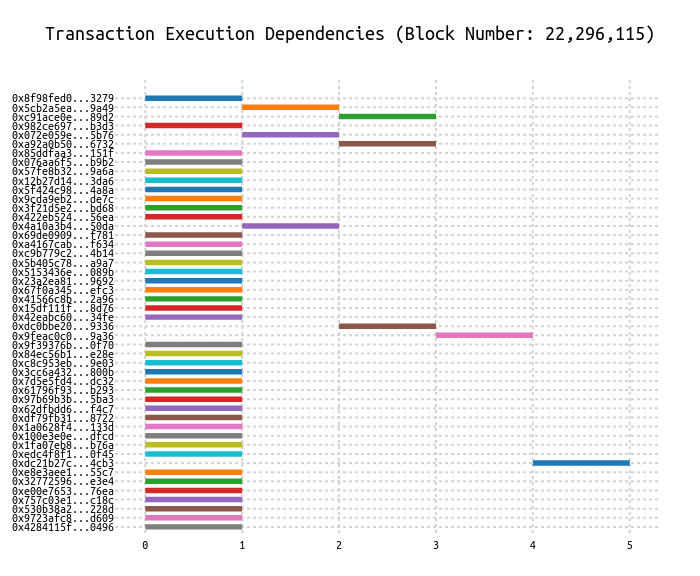 Transaction Execution Dependencies (Block Number: 22,296,115)
0x8f98fed0...3279
0x5cb2a5ea...9a49
0xc91ace0e...89d2
0x982ce697...b3d3
0x072e059e...5b76
0xa92a0b50...6732
0x85ddfaa3...151f
0x076aa6f5...b9b2
0x57fe8b32...9a6a
0x12b27d14...3da6
0x5f424c98...4a8a
0x9cda9eb2...de7c
0x3f21d5e2...bd68
0x422eb524...56ea
0x4a10a3b4...50da
0x69de0909...f781
0xa4167cab...f634
0xc9b779c2...4b14
0x5b405c78...a9a7
0x5153436e...089b
0x23a2ea81...9692
0x67f0a345...efc3
0x41566c8b...2a96
0x15df111f...8d76
0x42eabc60...34fe
0xdc0bbe20...9336
0x9feac0c0...9a36
0x9f39376b...0f70
0x84ec56b1...e28e
0xc8c953eb...9e03
0x3cc6a432...800b
0x7d5e5fd4...dc32
0x61796f93...b293
0x97b69b3b...5ba3
0x62dfbdd6...f4c7
0xdf79fb31...8722
0x1a0628f4...133d
0x100e3e0e...dfcd
0x1fa07eb8...b76a
0xedc4f8f1...0f45
0xdc21b27c...4cb3
0xe8e3aee1...55c7
0x32772596...e3e4
0xe00e7653...76ea
0x757c03e1...c18c
0x530b38a2...228d
0x9723afc8...d609
0x4284115f...0496
0 1 2 3 4 5